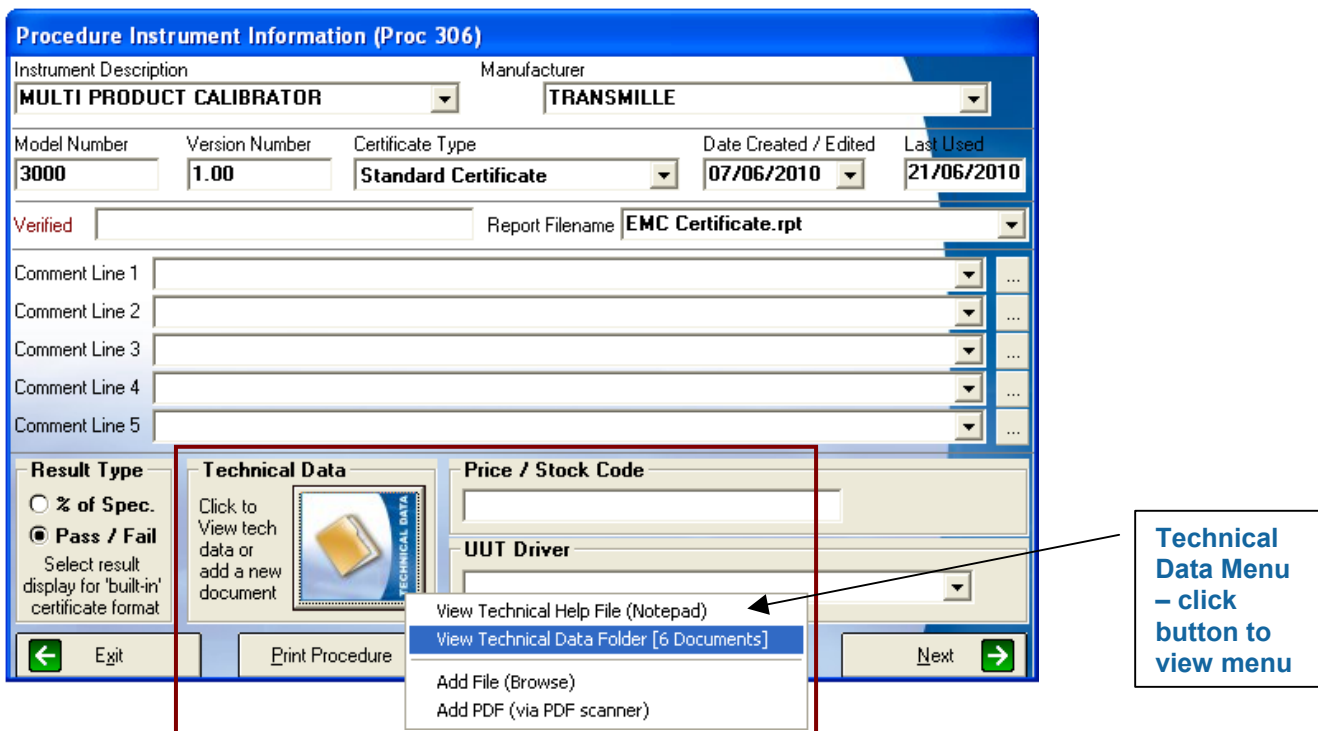 Procedure Instrument Information (Proc 306)
Instrument Description
Manufacturer
MULTI PRODUCT CALIBRATOR
TRANSMILLE
Model Number
Version Number
Certificate Type
Date Created / Edited
Last Used
3000
1.00
Standard Certificate
07/06/2010
21/06/2010
Verified
Report Filename
EMC Certificate.rpt
Comment Line 1
...
Comment Line 2
...
Comment Line 3
...
Comment Line 4
...
Comment Line 5
...
Result Type
% of Spec.
Pass / Fail
Select result
display for 'built-in'
certificate format
Technical Data
Click to
View tech
data or
add a new
document
TECHNICAL DATA
Price / Stock Code
UUT Driver
View Technical Help File (Notepad)
View Technical Data Folder [6 Documents]
Add File (Browse)
Add PDF (via PDF scanner)
Exit
Print Procedure
Next
Technical
Data Menu
– click
button to
view menu